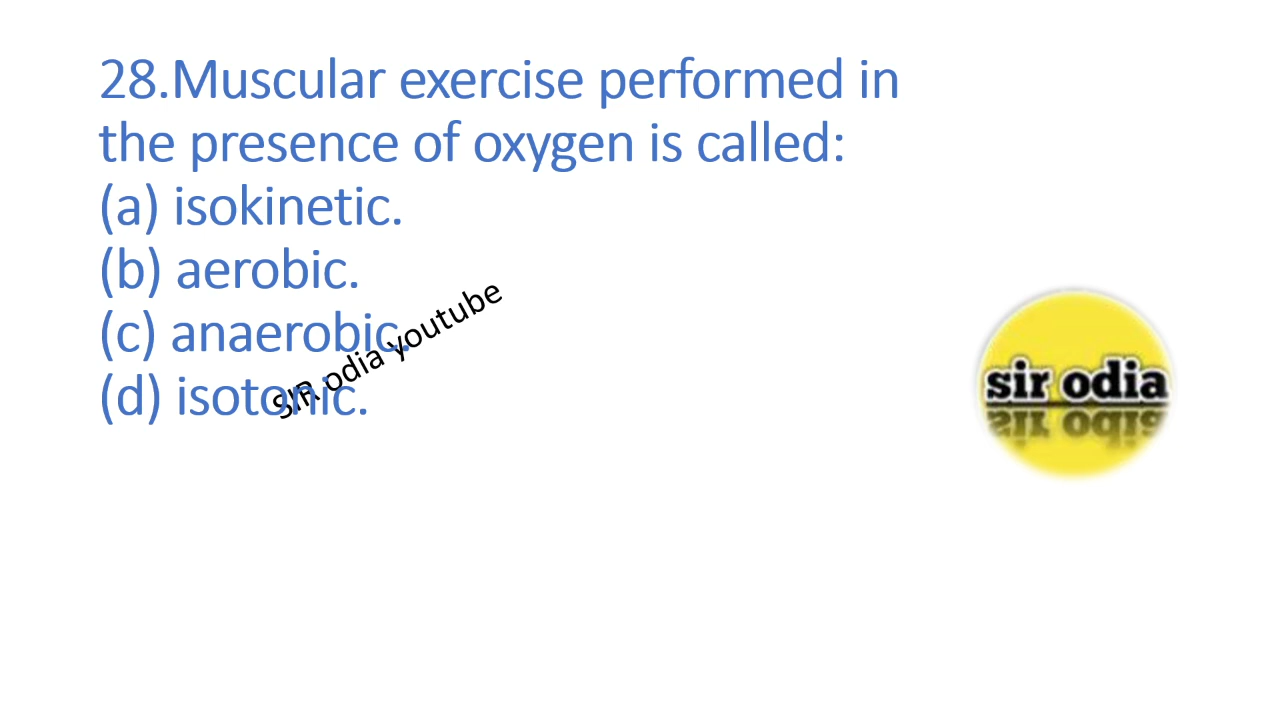 28.Muscular exercise performed in
the presence of oxygen is called:
(a) isokinetic.
(b) aerobic.
(c) anaerobic.
(d) isotonic.
SIR odia youtube
sir odia